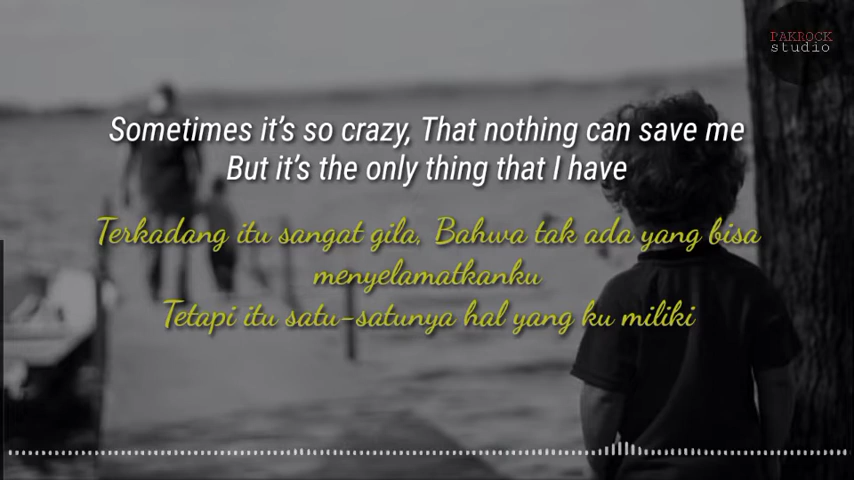 PAKROCK
studio
Sometimes it's so crazy, That nothing can save me
But it's the only thing that I have
Terkadang itu sangat gila, Bahwa tak ada yang bisa
menyelamatkanku
Tetapi itu satu-satunya hal yang ku miliki